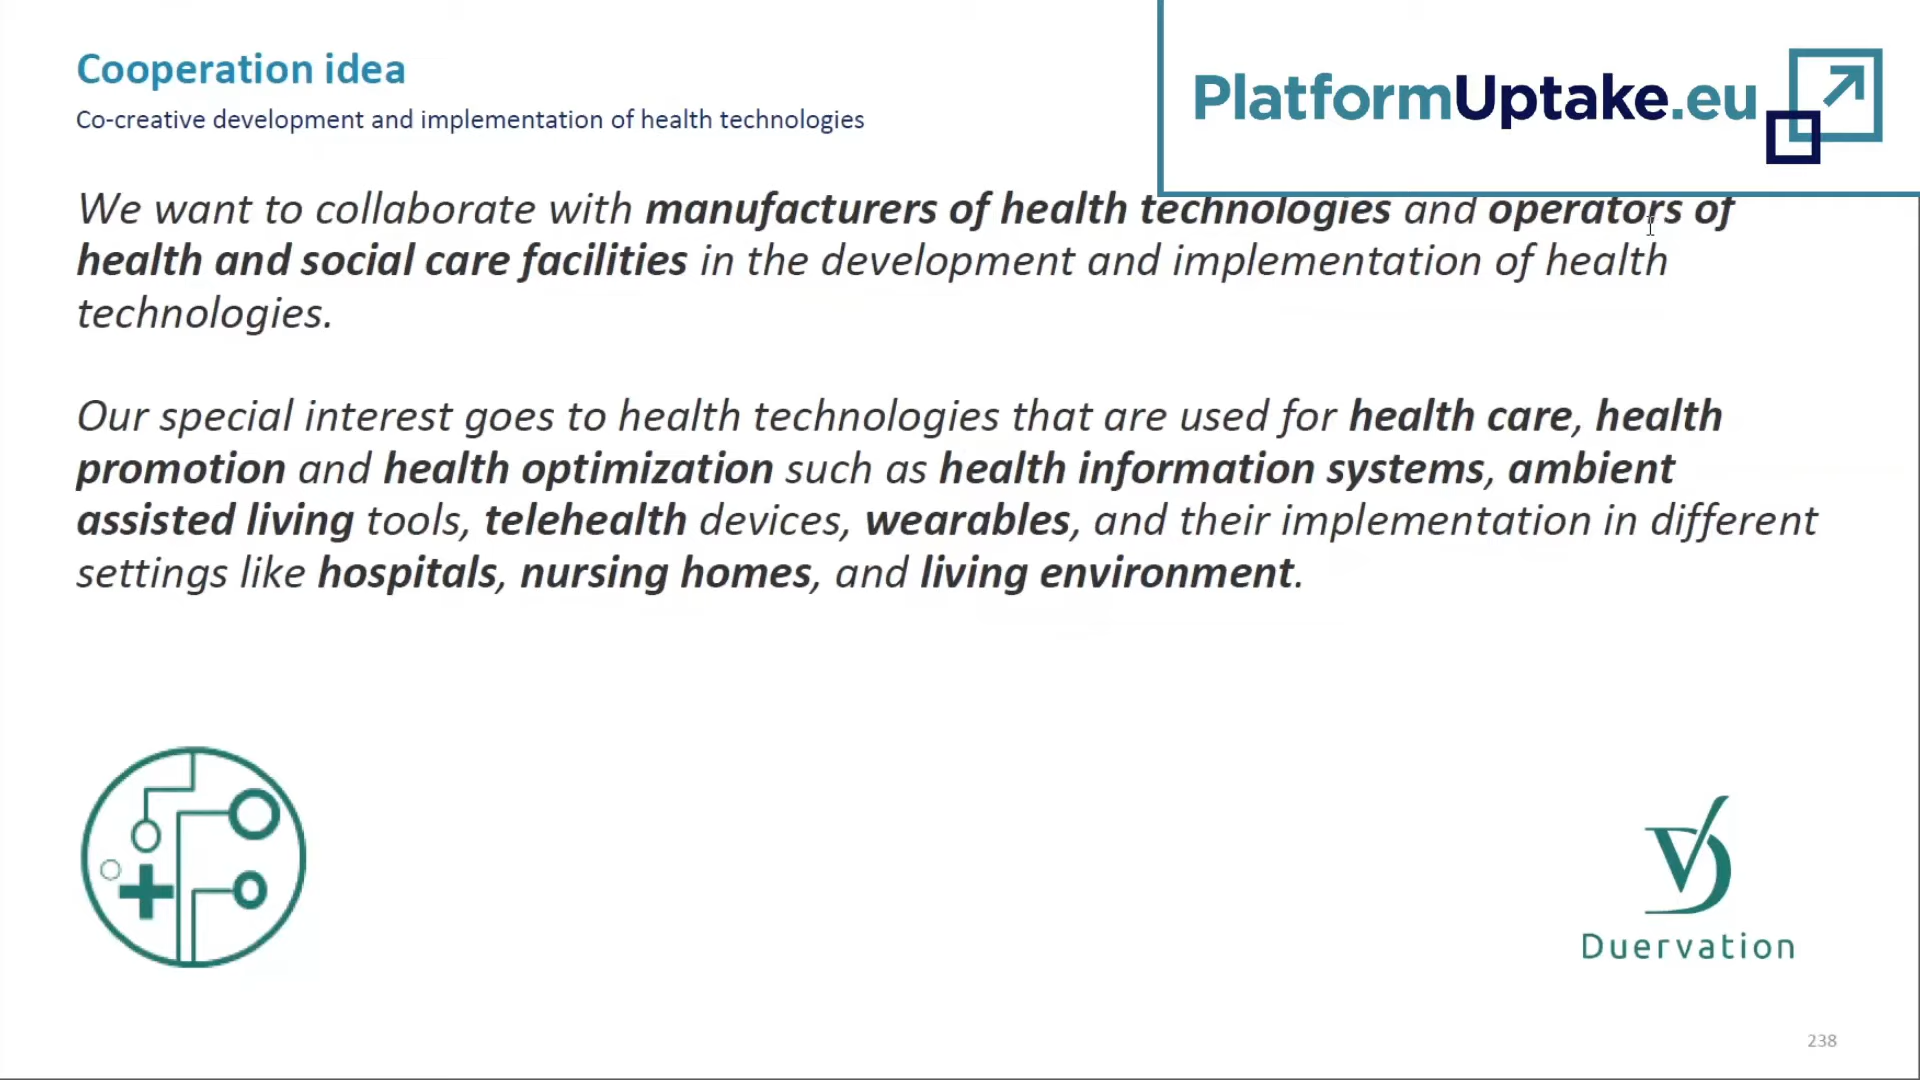 Cooperation idea
Co-creative development and implementation of health technologies
PlatformUptake.eu
We want to collaborate with manufacturers of health technologies and operators of
health and social care facilities in the development and implementation of health
technologies.
Our special interest goes to health technologies that are used for health care, health
promotion and health optimization such as health information systems, ambient
assisted living tools, telehealth devices, wearables, and their implementation in different
settings like hospitals, nursing homes, and living environment.
Duervation
238